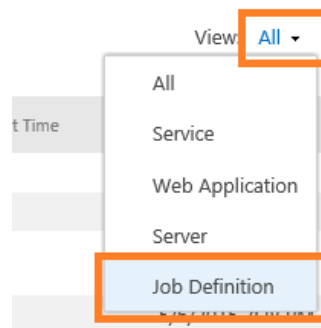 View: All
All
t Time
Service
Web Application
Server
Job Definition